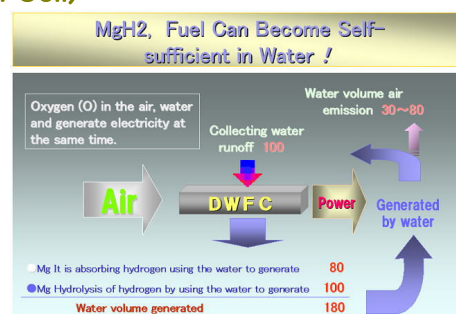 MgH2, Fuel Can Become Self-
sufficient in Water !
Oxygen (O) in the air, water
and generate electricity at
the same time.
Water volume air
emission 30～80
Collecting water
runoff 100
Air
DWFC
Power
Generated
by water
Mg It is absorbing hydrogen using the water to generate 80
Mg Hydrolysis of hydrogen by using the water to generate 100
Water volume generated 180